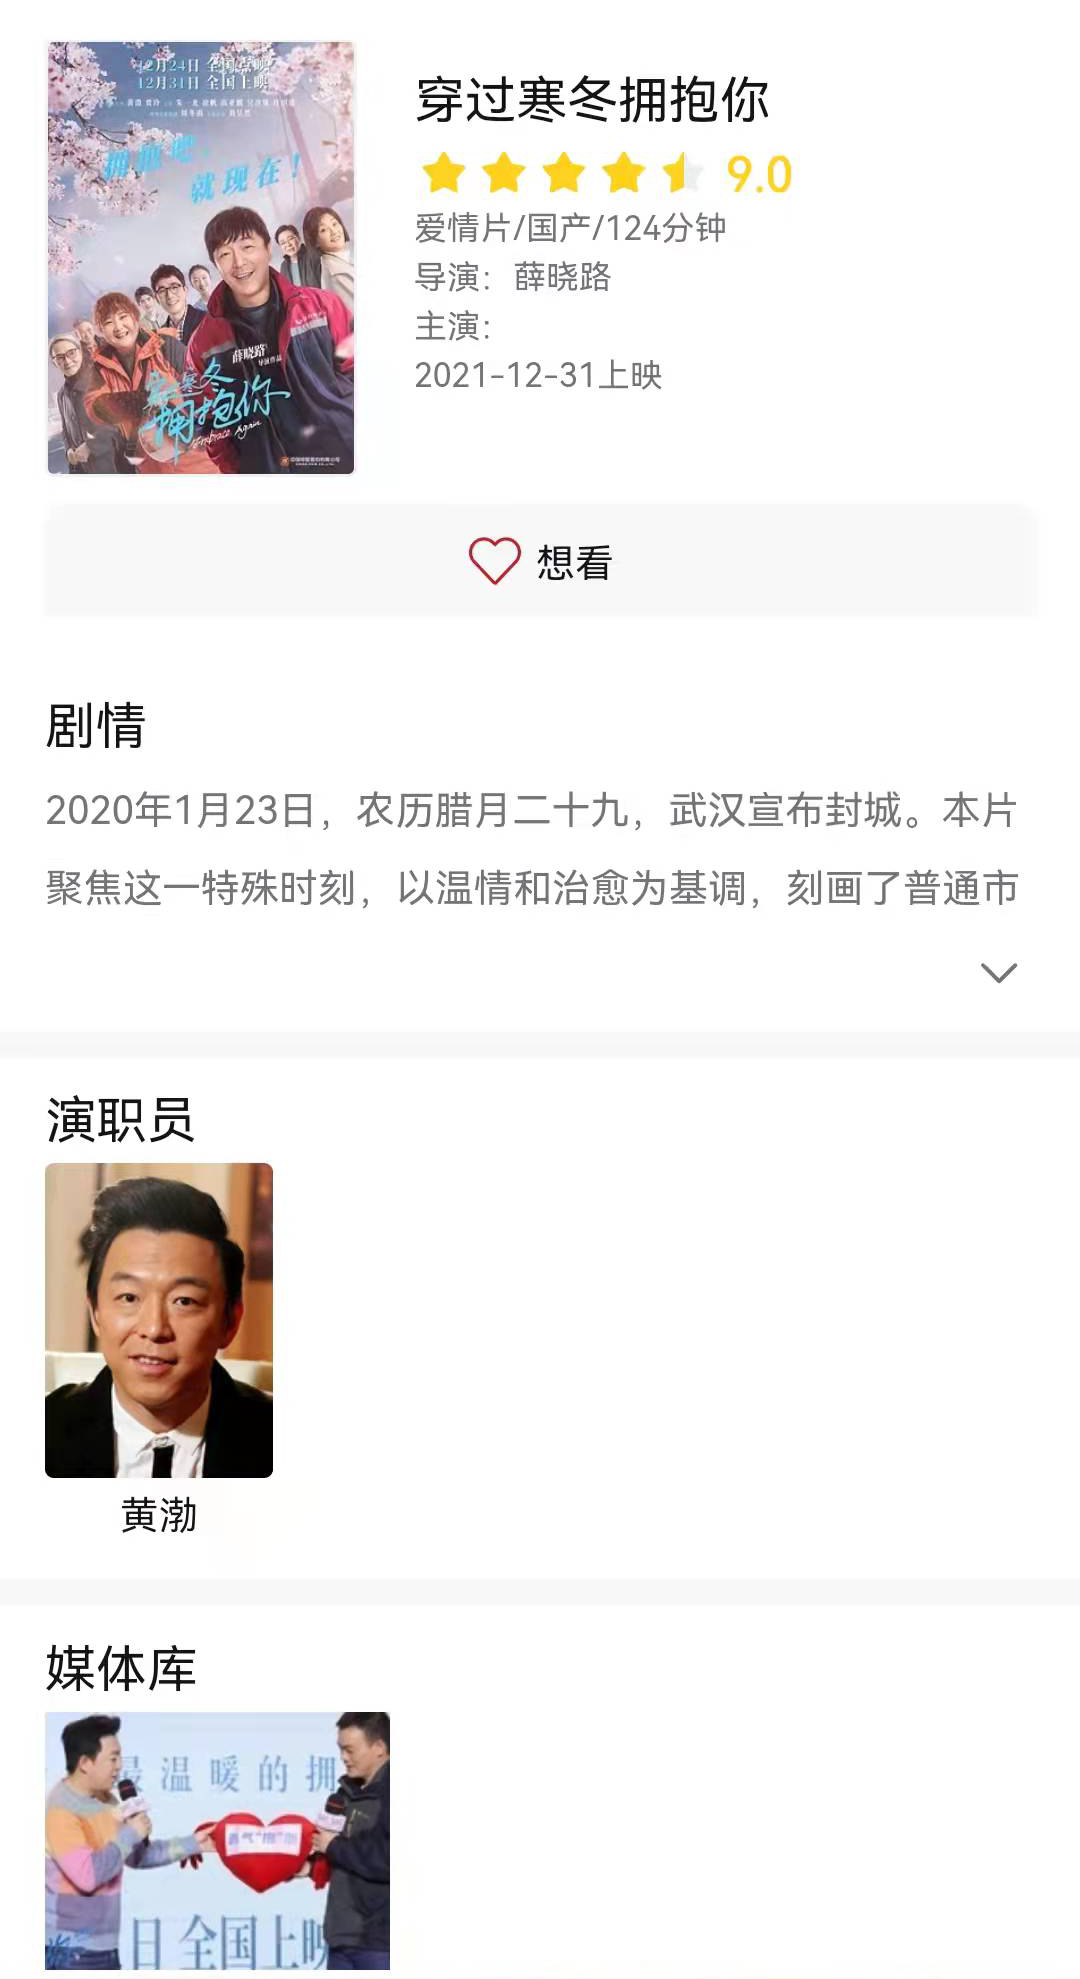 12月24日 全国点映
12月31日 全国上映
拥抱吧,
就现在!
薛晓路
导演作品
穿过寒冬
拥抱你
Embrace Again
穿过寒冬拥抱你
9.0
爱情片/国产/124分钟
导演：薛晓路
主演：
2021-12-31上映
想看
剧情
2020年1月23日，农历腊月二十九，武汉宣布封城。本片
聚焦这一特殊时刻，以温情和治愈为基调，刻画了普通市
演职员
黄渤
媒体库
最温暖的拥
日全国上映